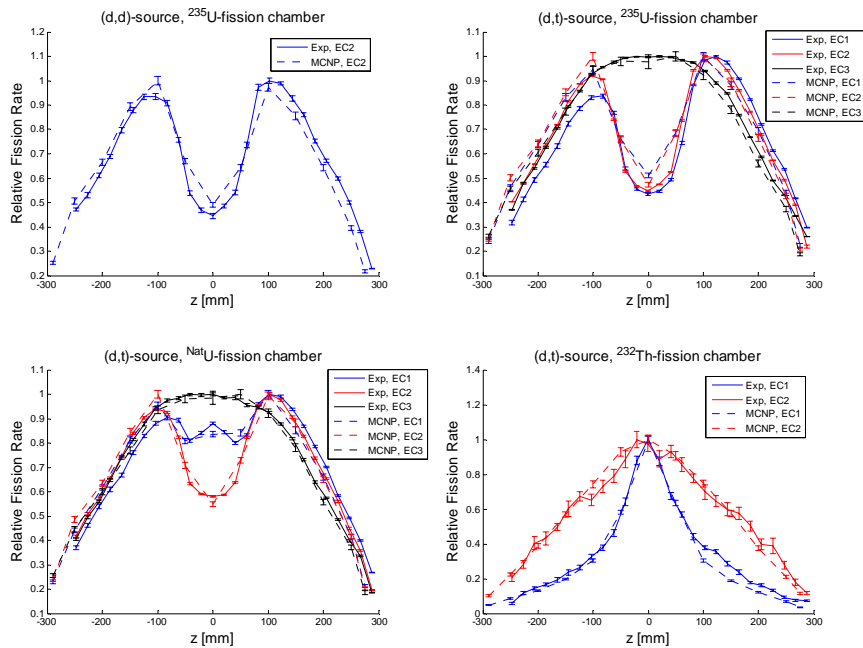 (d,d)-source, ²³⁵U-fission chamber
Exp, EC2
MCNP, EC2
Relative Fission Rate
1.2
1.1
1
0.9
0.8
0.7
0.6
0.5
0.4
0.3
0.2
-300 -200 -100 0 100 200 300
z [mm]
(d,t)-source, ²³⁵U-fission chamber
Exp, EC1
Exp, EC2
Exp, EC3
MCNP, EC1
MCNP, EC2
MCNP, EC3
Relative Fission Rate
1.1
1
0.9
0.8
0.7
0.6
0.5
0.4
0.3
0.2
0.1
-300 -200 -100 0 100 200 300
z [mm]
(d,t)-source, ᴺᵃᵗU-fission chamber
Exp, EC1
Exp, EC2
Exp, EC3
MCNP, EC1
MCNP, EC2
MCNP, EC3
Relative Fission Rate
1.1
1
0.9
0.8
0.7
0.6
0.5
0.4
0.3
0.2
0.1
-300 -200 -100 0 100 200 300
z [mm]
(d,t)-source, ²³²Th-fission chamber
Exp, EC1
Exp, EC2
MCNP, EC1
MCNP, EC2
Relative Fission Rate
1.4
1.2
1
0.8
0.6
0.4
0.2
0
-300 -200 -100 0 100 200 300
z [mm]